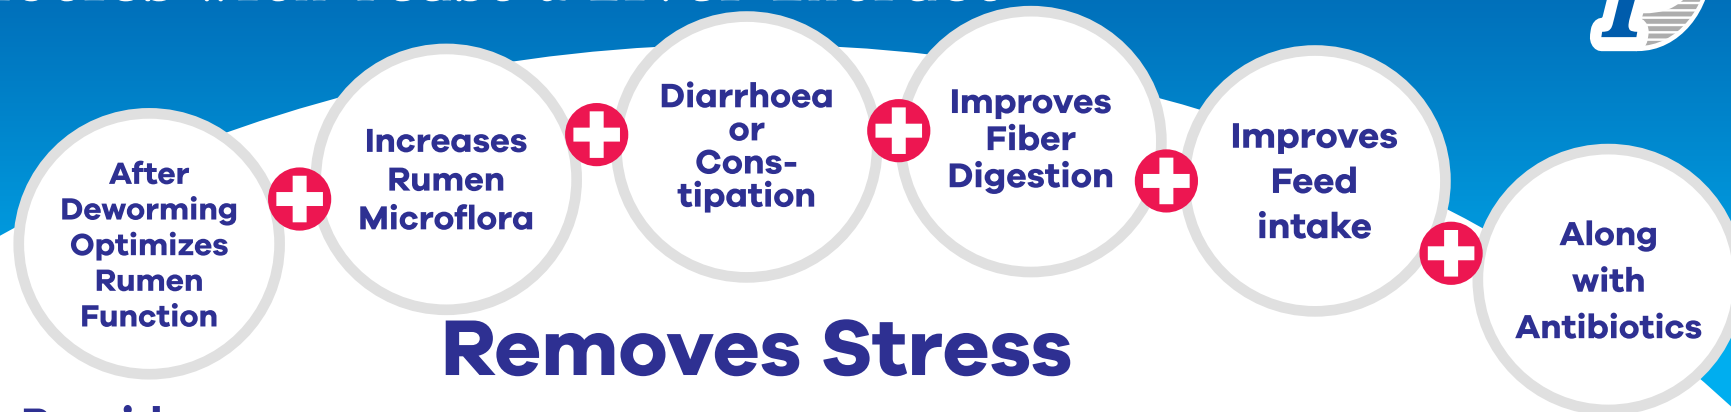 After
Deworming
Optimizes
Rumen
Function
Increases
Rumen
Microflora
Diarrhoea
or
Cons-
tipation
Improves
Fiber
Digestion
Improves
Feed
intake
Along
with
Antibiotics
Removes Stress